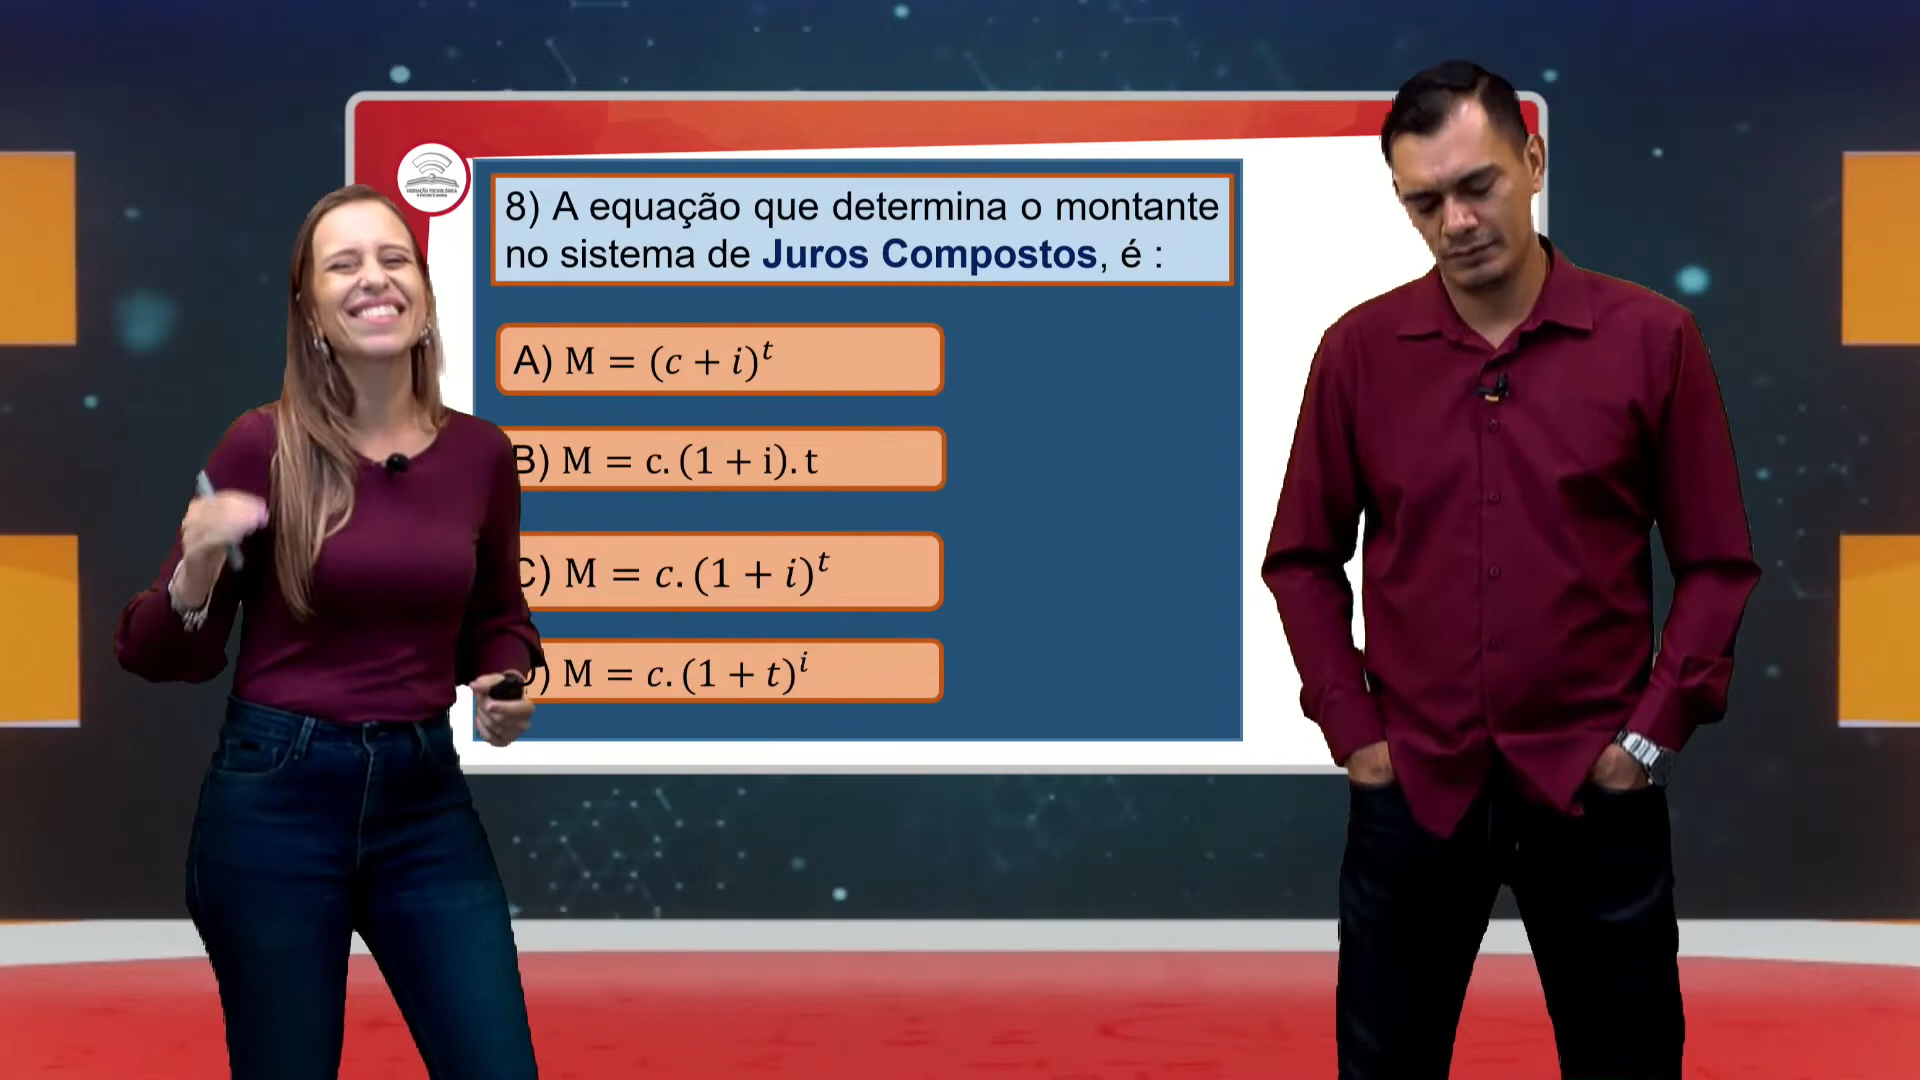 8) A equação que determina o montante
no sistema de Juros Compostos, é :
A) M = (c + i)^t
B) M = c. (1 + i). t
C) M = c. (1 + i)^t
D) M = c. (1 + t)^i